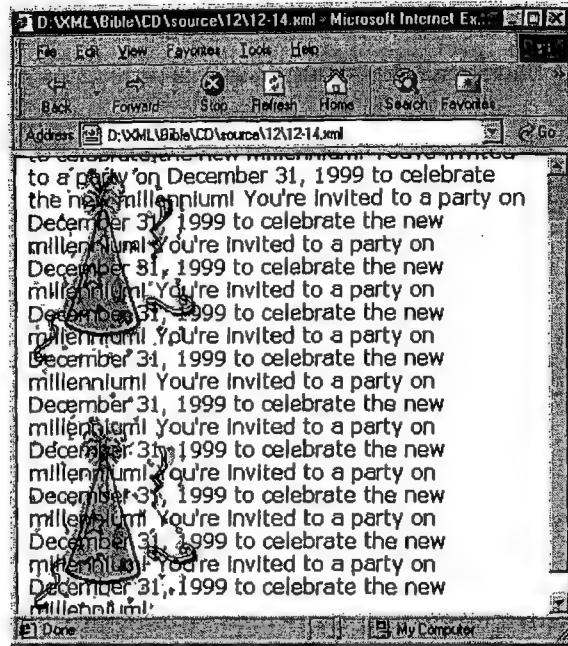 D:\XML\Bible\CD\source\12\12-14.xml - Microsoft Internet Ex...
File Edit View Favorites Tools Help
Back Forward Stop Refresh Home Search Favorites
Address D:\XML\Bible\CD\source\12\12-14.xml Go
to celebrate the new millennium! You're invited
to a party on December 31, 1999 to celebrate
the new millennium! You're invited to a party on
December 31, 1999 to celebrate the new
millennium! You're invited to a party on
December 31, 1999 to celebrate the new
millennium! You're invited to a party on
December 31, 1999 to celebrate the new
millennium! You're invited to a party on
December 31, 1999 to celebrate the new
millennium! You're invited to a party on
December 31, 1999 to celebrate the new
millennium! You're invited to a party on
December 31, 1999 to celebrate the new
millennium! You're invited to a party on
December 31, 1999 to celebrate the new
millennium! You're invited to a party on
December 31, 1999 to celebrate the new
millennium! You're invited to a party on
December 31, 1999 to celebrate the new
millennium!
Done My Computer